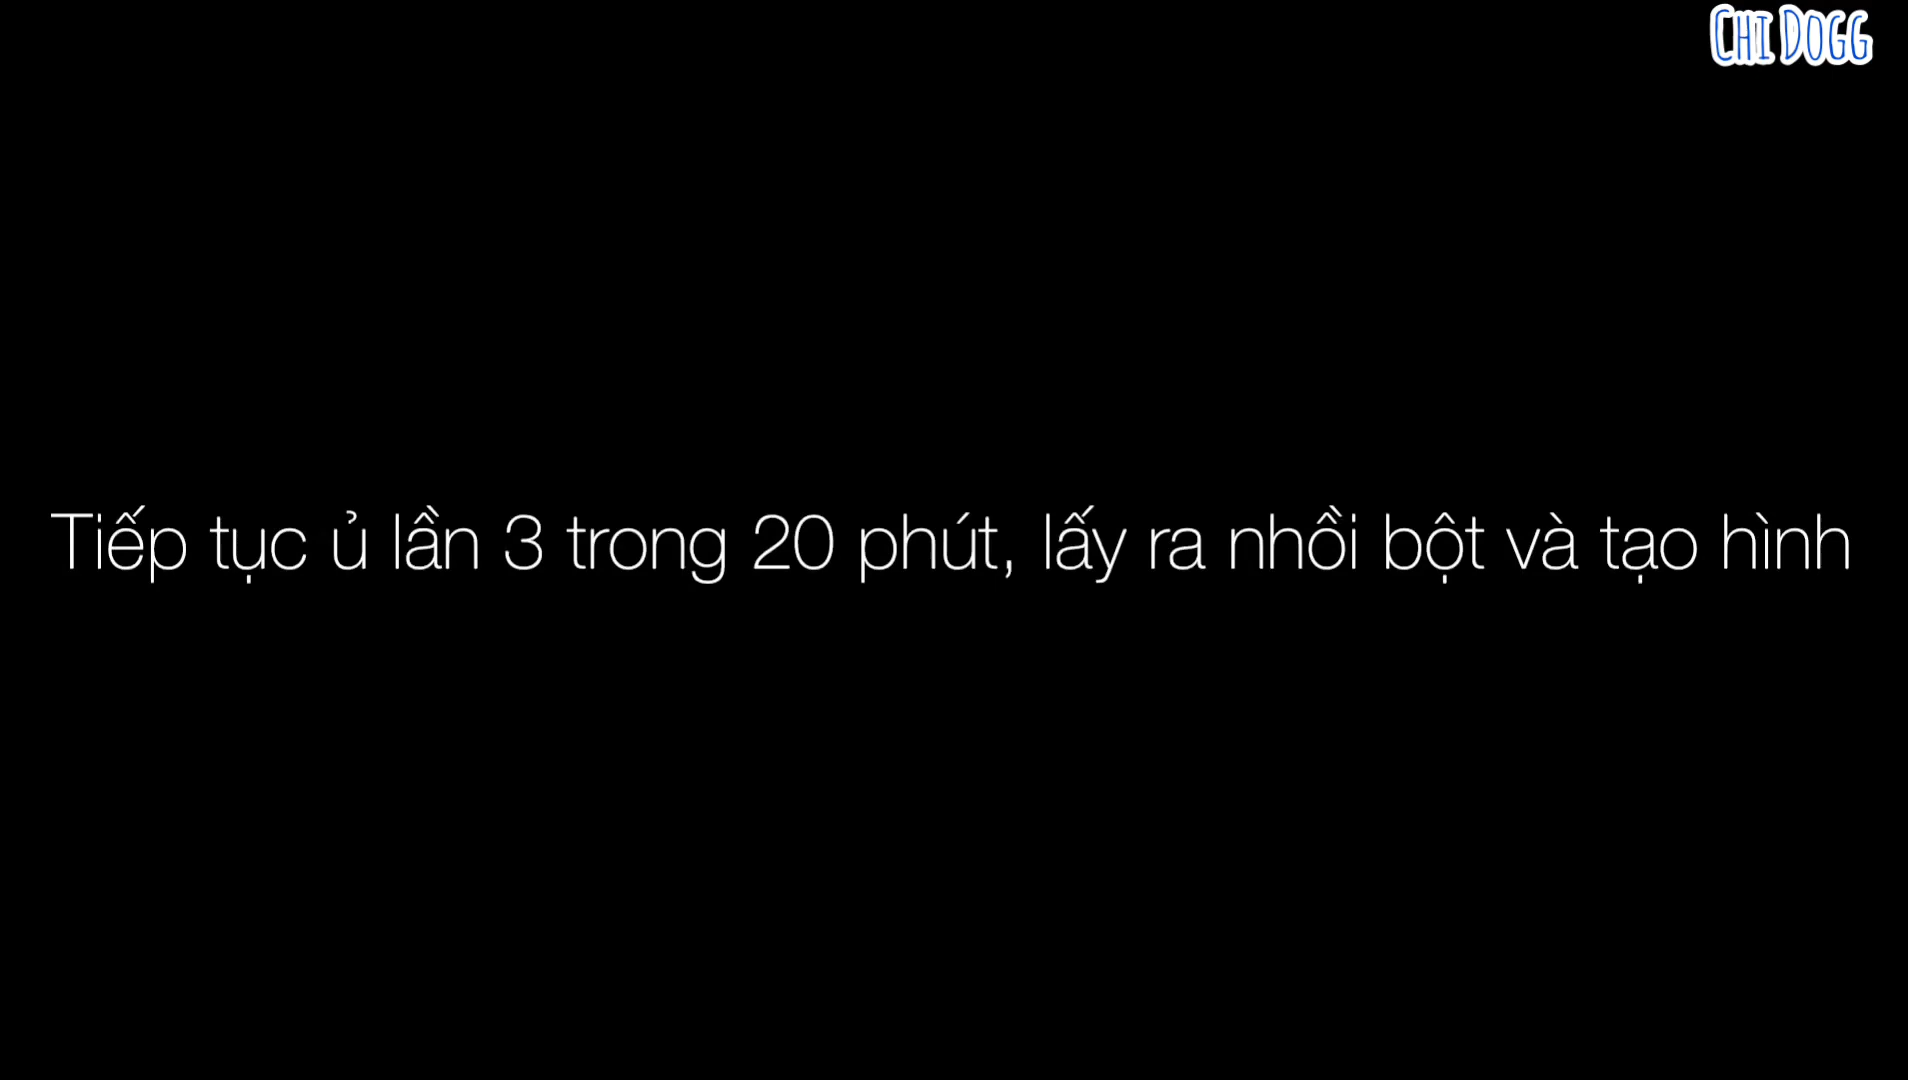 CHI DOGG
Tiếp tục ủ lần 3 trong 20 phút, lấy ra nhồi bột và tạo hình